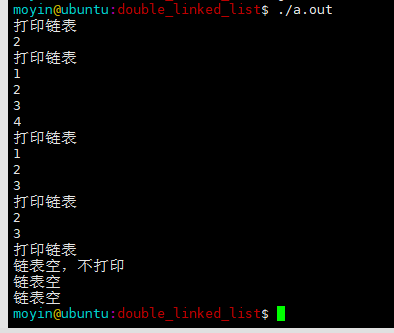 moyin@ubuntu:double_linked_list$ ./a.out
打印链表
2
打印链表
1
2
3
4
打印链表
1
2
3
打印链表
2
3
打印链表
链表空，不打印
链表空
链表空
moyin@ubuntu:double_linked_list$